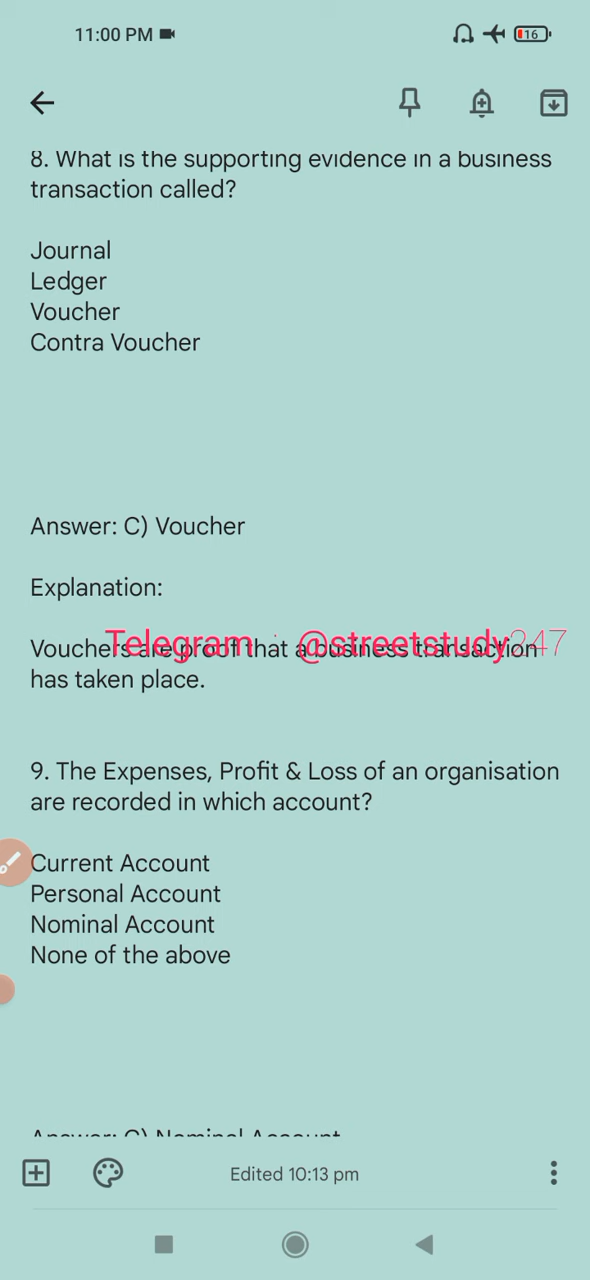 11:00 PM
16
8. What is the supporting evidence in a business
transaction called?
Journal
Ledger
Voucher
Contra Voucher
Answer: C) Voucher
Explanation:
Telegram : @streetstudy247
Vouchers are proof that a business transaction
has taken place.
9. The Expenses, Profit & Loss of an organisation
are recorded in which account?
Current Account
Personal Account
Nominal Account
None of the above
Answer: C) Nominal Account
Edited 10:13 pm